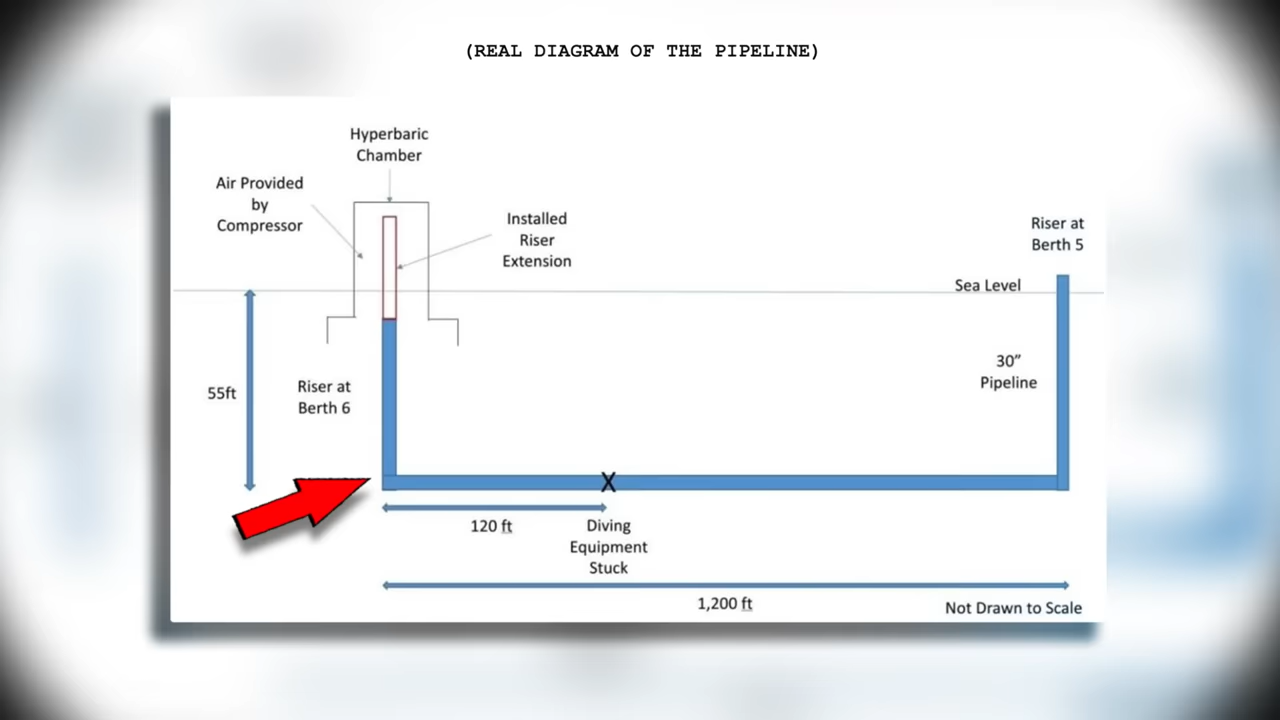 (REAL DIAGRAM OF THE PIPELINE)
Hyperbaric
Chamber
Air Provided
by
Compressor
Installed
Riser
Extension
Riser at
Berth 5
Sea Level
30”
Pipeline
55ft
Riser at
Berth 6
X
120 ft
Diving
Equipment
Stuck
1,200 ft
Not Drawn to Scale